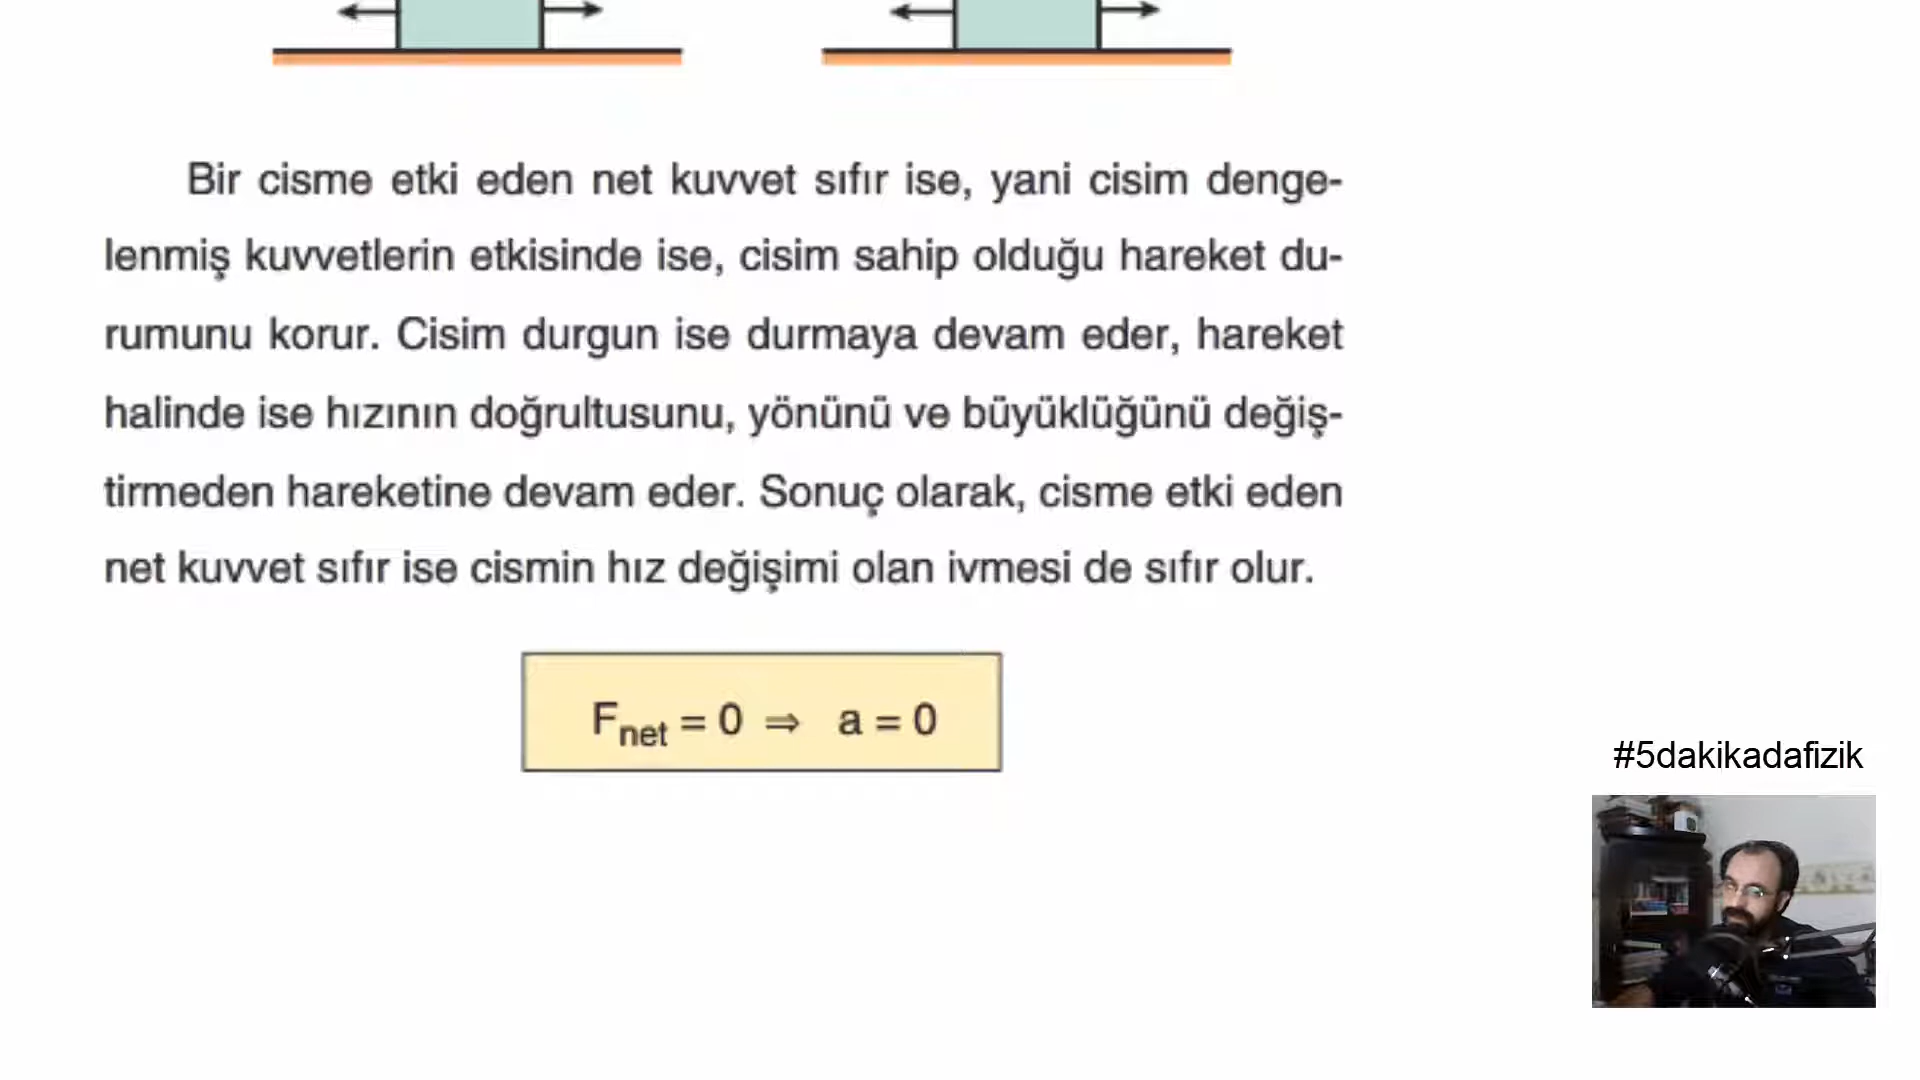 Bir cisme etki eden net kuvvet sıfır ise, yani cisim denge-
lenmiş kuvvetlerin etkisinde ise, cisim sahip olduğu hareket du-
rumunu korur. Cisim durgun ise durmaya devam eder, hareket
halinde ise hızının doğrultusunu, yönünü ve büyüklüğünü değiş-
tirmeden hareketine devam eder. Sonuç olarak, cisme etki eden
net kuvvet sıfır ise cismin hız değişimi olan ivmesi de sıfır olur.
Fnet = 0 ⇒ a = 0
#5dakikadafizik